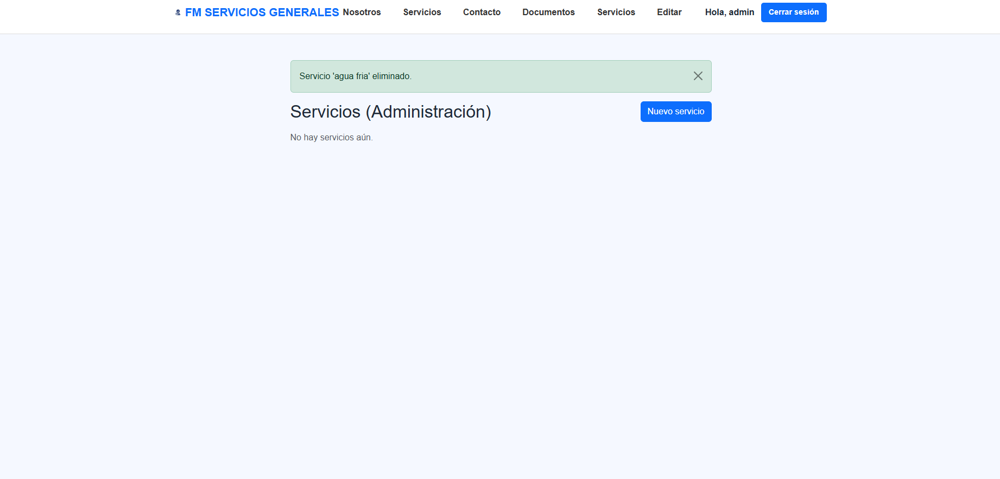 FM SERVICIOS GENERALES Nosotros Servicios Contacto Documentos Servicios Editar Hola, admin Cerrar sesión
Servicio 'agua fria' eliminado.
Servicios (Administración) Nuevo servicio
No hay servicios aún.